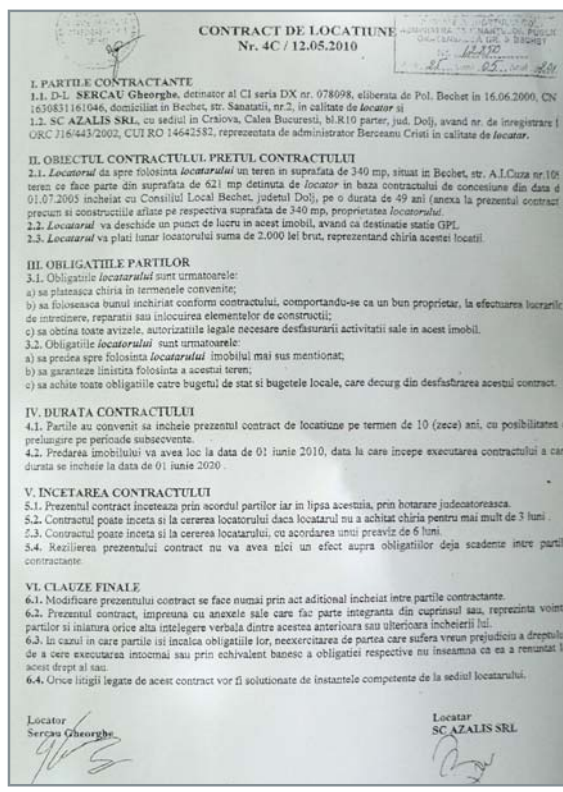 CONTRACT DE LOCATIUNE
Nr. 4C / 12.05.2010
12250
25 05
I. PARTILE CONTRACTANTE
1.1. D-L SERCAU Gheorghe, detinator al CI seria DX nr. 078098, eliberata de Pol. Bechet in 16.06.2000, CN
1630831161046, domiciliat in Bechet, str. Sanatatii, nr.2, in calitate de locator si
1.2. SC AZALIS SRL, cu sediul in Craiova, Calea Bucuresti, bl.R10 parter, jud. Dolj, avand nr. de inregistrare
ORC J16/443/2002, CUI RO 14642582, reprezentata de administrator Berceanu Cristi in calitate de locatar.
II. OBIECTUL CONTRACTULUI. PRETUL CONTRACTULUI
2.1. Locatorul da spre folosinta locatarului un teren in suprafata de 340 mp, situat in Bechet, str. A.I.Cuza
teren ce face parte din suprafata de 621 mp detinuta de locator in baza contractului de concesiune din data d
01.07.2005 incheiat cu Consiliul Local Bechet, judetul Dolj, pe o durata de 49 ani (anexa la prezentul contract
precum si constructiile aflate pe respectiva suprafata de 340 mp, proprietatea locatorului.
2.2. Locatarul va deschide un punct de lucru in acest imobil, avand ca destinatie statie GPL
2.3. Locatarul va plati lunar locatorului suma de 2.000 lei brut, reprezentand chiria acestei locatii.
III. OBLIGATIILE PARTILOR
3.1. Obligatiile locatarului sunt urmatoarele:
a) sa plateasca chiria in termenele convenite;
b) sa foloseasca bunul inchiriat conform contractului, comportandu-se ca un bun proprietar, la efectuarea lucrarile
de intretinere, reparatii sau inlocuirea elementelor de constructii;
c) sa obtina toate avizele, autorizatiile legale necesare desfasurarii activitatii sale in acest imobil.
3.2. Obligatiile locatorului sunt urmatoarele:
a) sa predea spre folosinta locatarului imobilul mai sus mentionat;
b) sa garanteze linistita folosinta a acestui teren;
c) sa achite toate obligatiile catre bugetul de stat si bugetele locale, care decurg din desfasurarea acestui contract.
IV. DURATA CONTRACTULUI
4.1. Partile au convenit sa incheie prezentul contract de locatiune pe termen de 10 (zece) ani, cu posibilitatea
prelungire pe perioade subsecvente.
4.2. Predarea imobilului va avea loc la data de 01 iunie 2010, data la care incepe executarea contractului a car
durata se incheie la data de 01 iunie 2020 .
V. INCETAREA CONTRACTULUI
5.1. Prezentul contract inceteaza prin acordul partilor iar in lipsa acestuia, prin hotarare judecatoreasca.
5.2. Contractul poate inceta si la cererea locatorului daca locatarul nu a achitat chiria pentru mai mult de 3 luni .
5.3. Contractul poate inceta si la cererea locatarului, cu acordarea unui preaviz de 6 luni.
5.4. Rezilierea prezentului contract nu va avea nici un efect aupra obligatiilor deja scadente intre parti
contractante.
VI. CLAUZE FINALE
6.1. Modificare prezentului contract se face numai prin act aditional incheiat intre partile contractante.
6.2. Prezentul contract, impreuna cu anexele sale care fac parte integranta din cuprinsul sau, reprezinta voint
partilor si inlatura orice alta intelegere verbala dintre acestea anterioara sau ulterioara incheierii lui.
6.3. In cazul in care partile isi incalca obligatiile lor, neexercitarea de partea care sufera vreun prejudiciu a dreptulu
de a cere executarea intocmai sau prin echivalent banesc a obligatiei respective nu inseamna ca ea a renuntat l
acest drept al sau.
6.4. Orice litigii legate de acest contract vor fi solutionate de instantele competente de la sediul locatarului.
Locator
Sercau Gheorghe
Locatar
SC AZALIS SRL